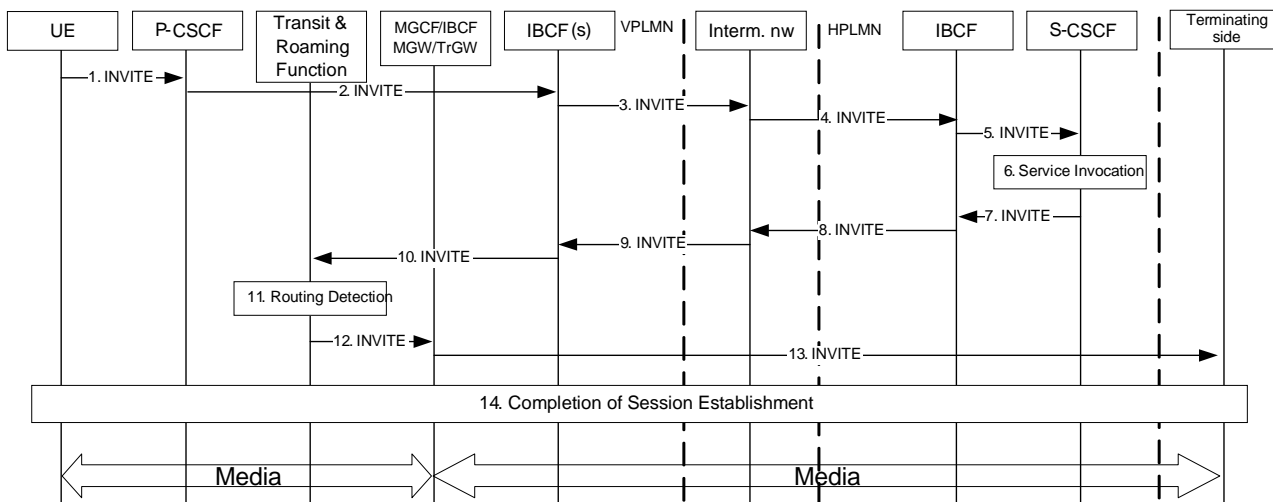 UE
P-CSCF
Transit &
Roaming
Function
MGCF/IBCF
MGW/TrGW
IBCF(s)
VPLMN
Interm. nw
HPLMN
IBCF
S-CSCF
Terminating
side
1. INVITE
2. INVITE
3. INVITE
4. INVITE
5. INVITE
6. Service Invocation
7. INVITE
8. INVITE
9. INVITE
10. INVITE
11. Routing Detection
12. INVITE
13. INVITE
14. Completion of Session Establishment
Media
Media